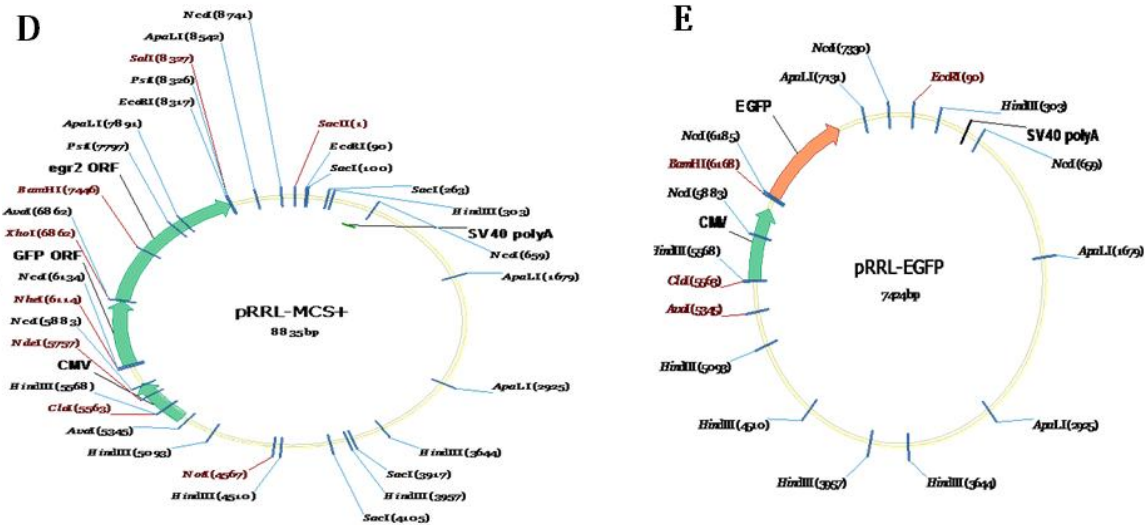 D
NcoI(8741)
ApaLI(8542)
SalI(8327)
PstI(8326)
EcoRI(8317)
ApaLI(7891)
PstI(7797)
egr2 ORF
BamHI(7446)
AvaI(6862)
XhoI(6862)
GFP ORF
NcoI(6134)
NheI(6114)
NcoI(5883)
NdeI(5757)
CMV
HindIII(5568)
ClaI(5563)
AvaI(5345)
HindIII(5093)
NotI(4567)
HindIII(4510)
SacII(1)
EcoRI(90)
SacI(100)
SacI(263)
HindIII(303)
SV40 polyA
NcoI(659)
ApaLI(1679)
pRRL-MCS+
8835bp
ApaLI(2925)
HindIII(3644)
SacI(3917)
HindIII(3957)
SacI(4105)
E
NcoI(7330)
ApaLI(7131)
EGFP
NcoI(6185)
BamHI(6168)
NcoI(5883)
CMV
HindIII(5568)
ClaI(5563)
AvaI(5345)
HindIII(5093)
HindIII(4510)
HindIII(3957)
EcoRI(90)
HindIII(303)
SV40 polyA
NcoI(659)
ApaLI(1679)
pRRL-EGFP
7424bp
ApaLI(2925)
HindIII(3644)